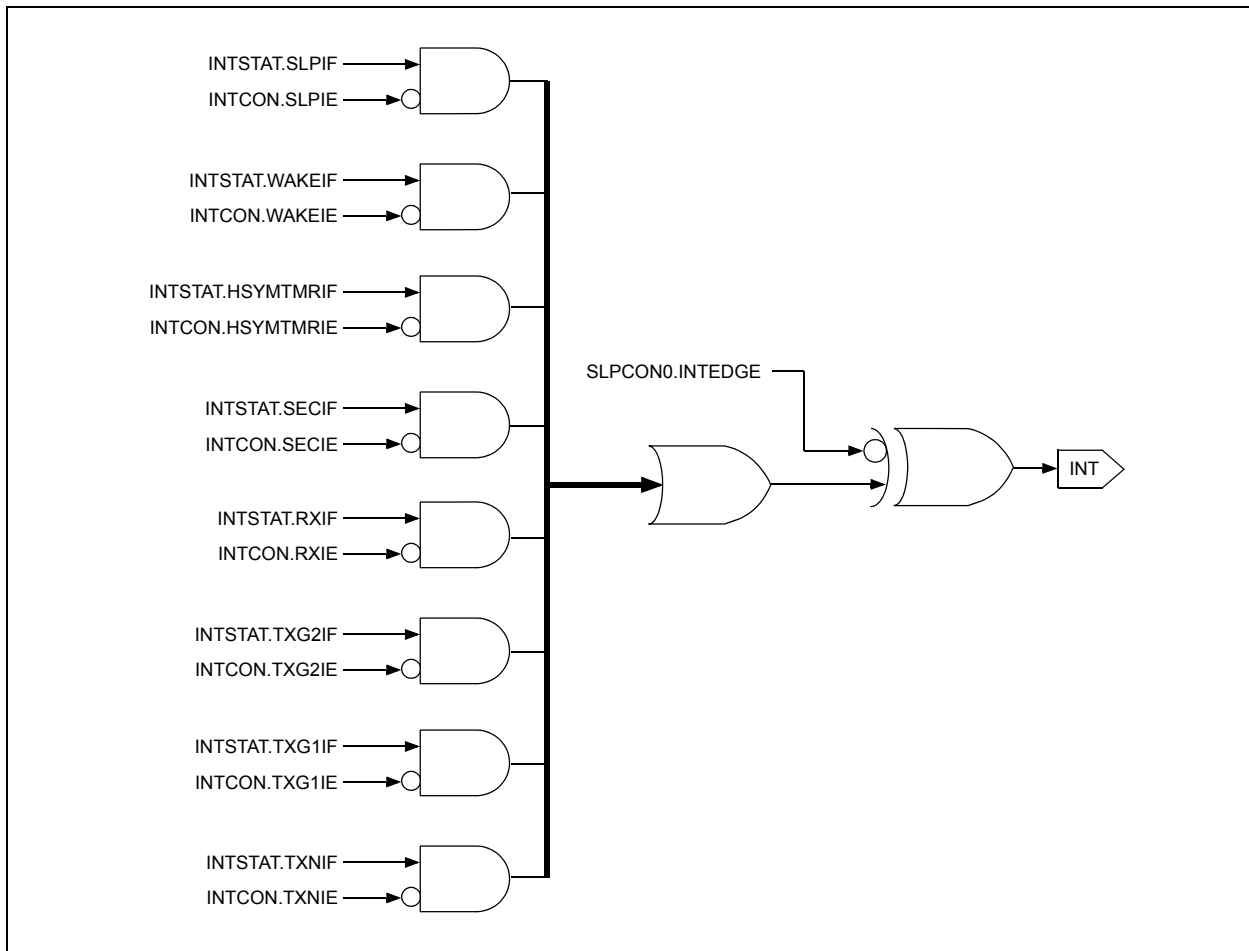 INTSTAT.SLPIF
INTCON.SLPIE
INTSTAT.WAKEIF
INTCON.WAKEIE
INTSTAT.HSYMTMRIF
INTCON.HSYMTMRIE
SLPCON0.INTEDGE
INTSTAT.SECIF
INTCON.SECIE
INT
INTSTAT.RXIF
INTCON.RXIE
INTSTAT.TXG2IF
INTCON.TXG2IE
INTSTAT.TXG1IF
INTCON.TXG1IE
INTSTAT.TXNIF
INTCON.TXNIE